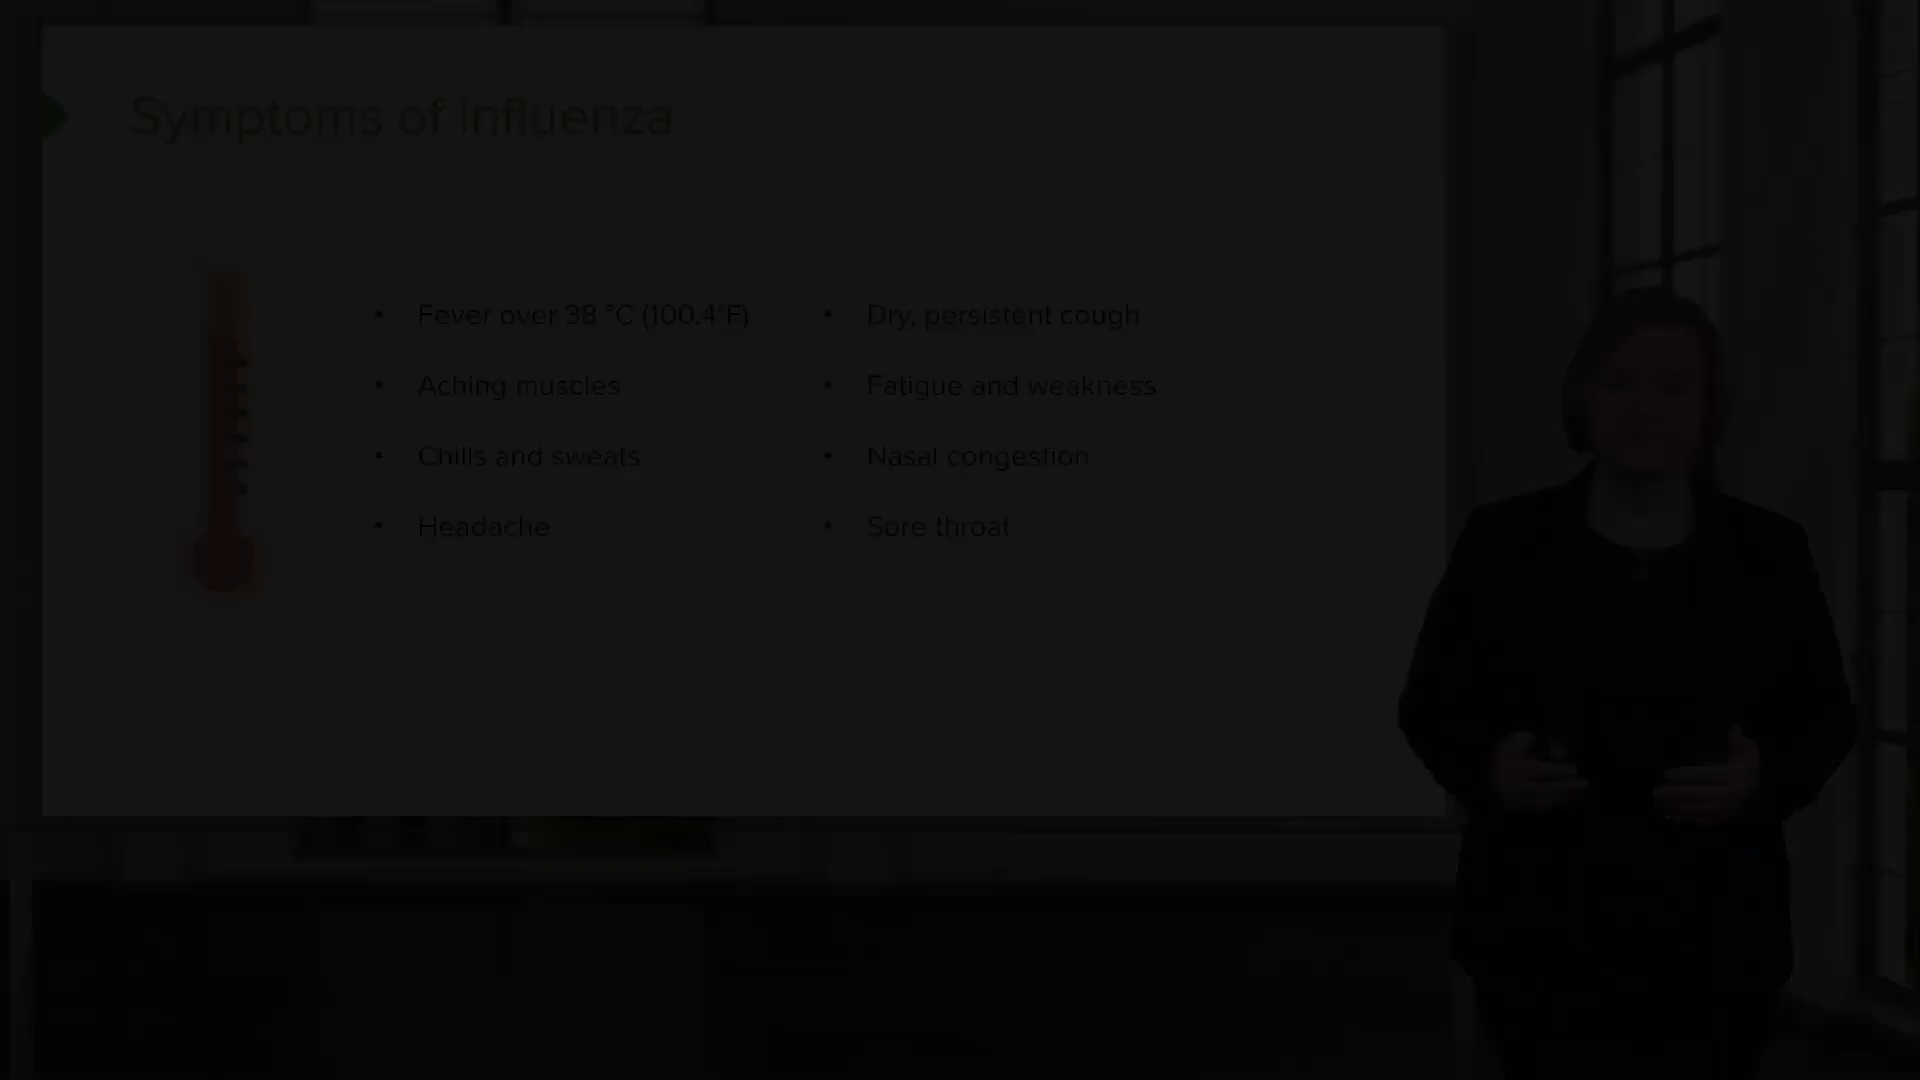 Symptoms of Influenza
• Fever over 38 °C (100.4°F)
• Aching muscles
• Chills and sweats
• Headache
• Dry, persistent cough
• Fatigue and weakness
• Nasal congestion
• Sore throat